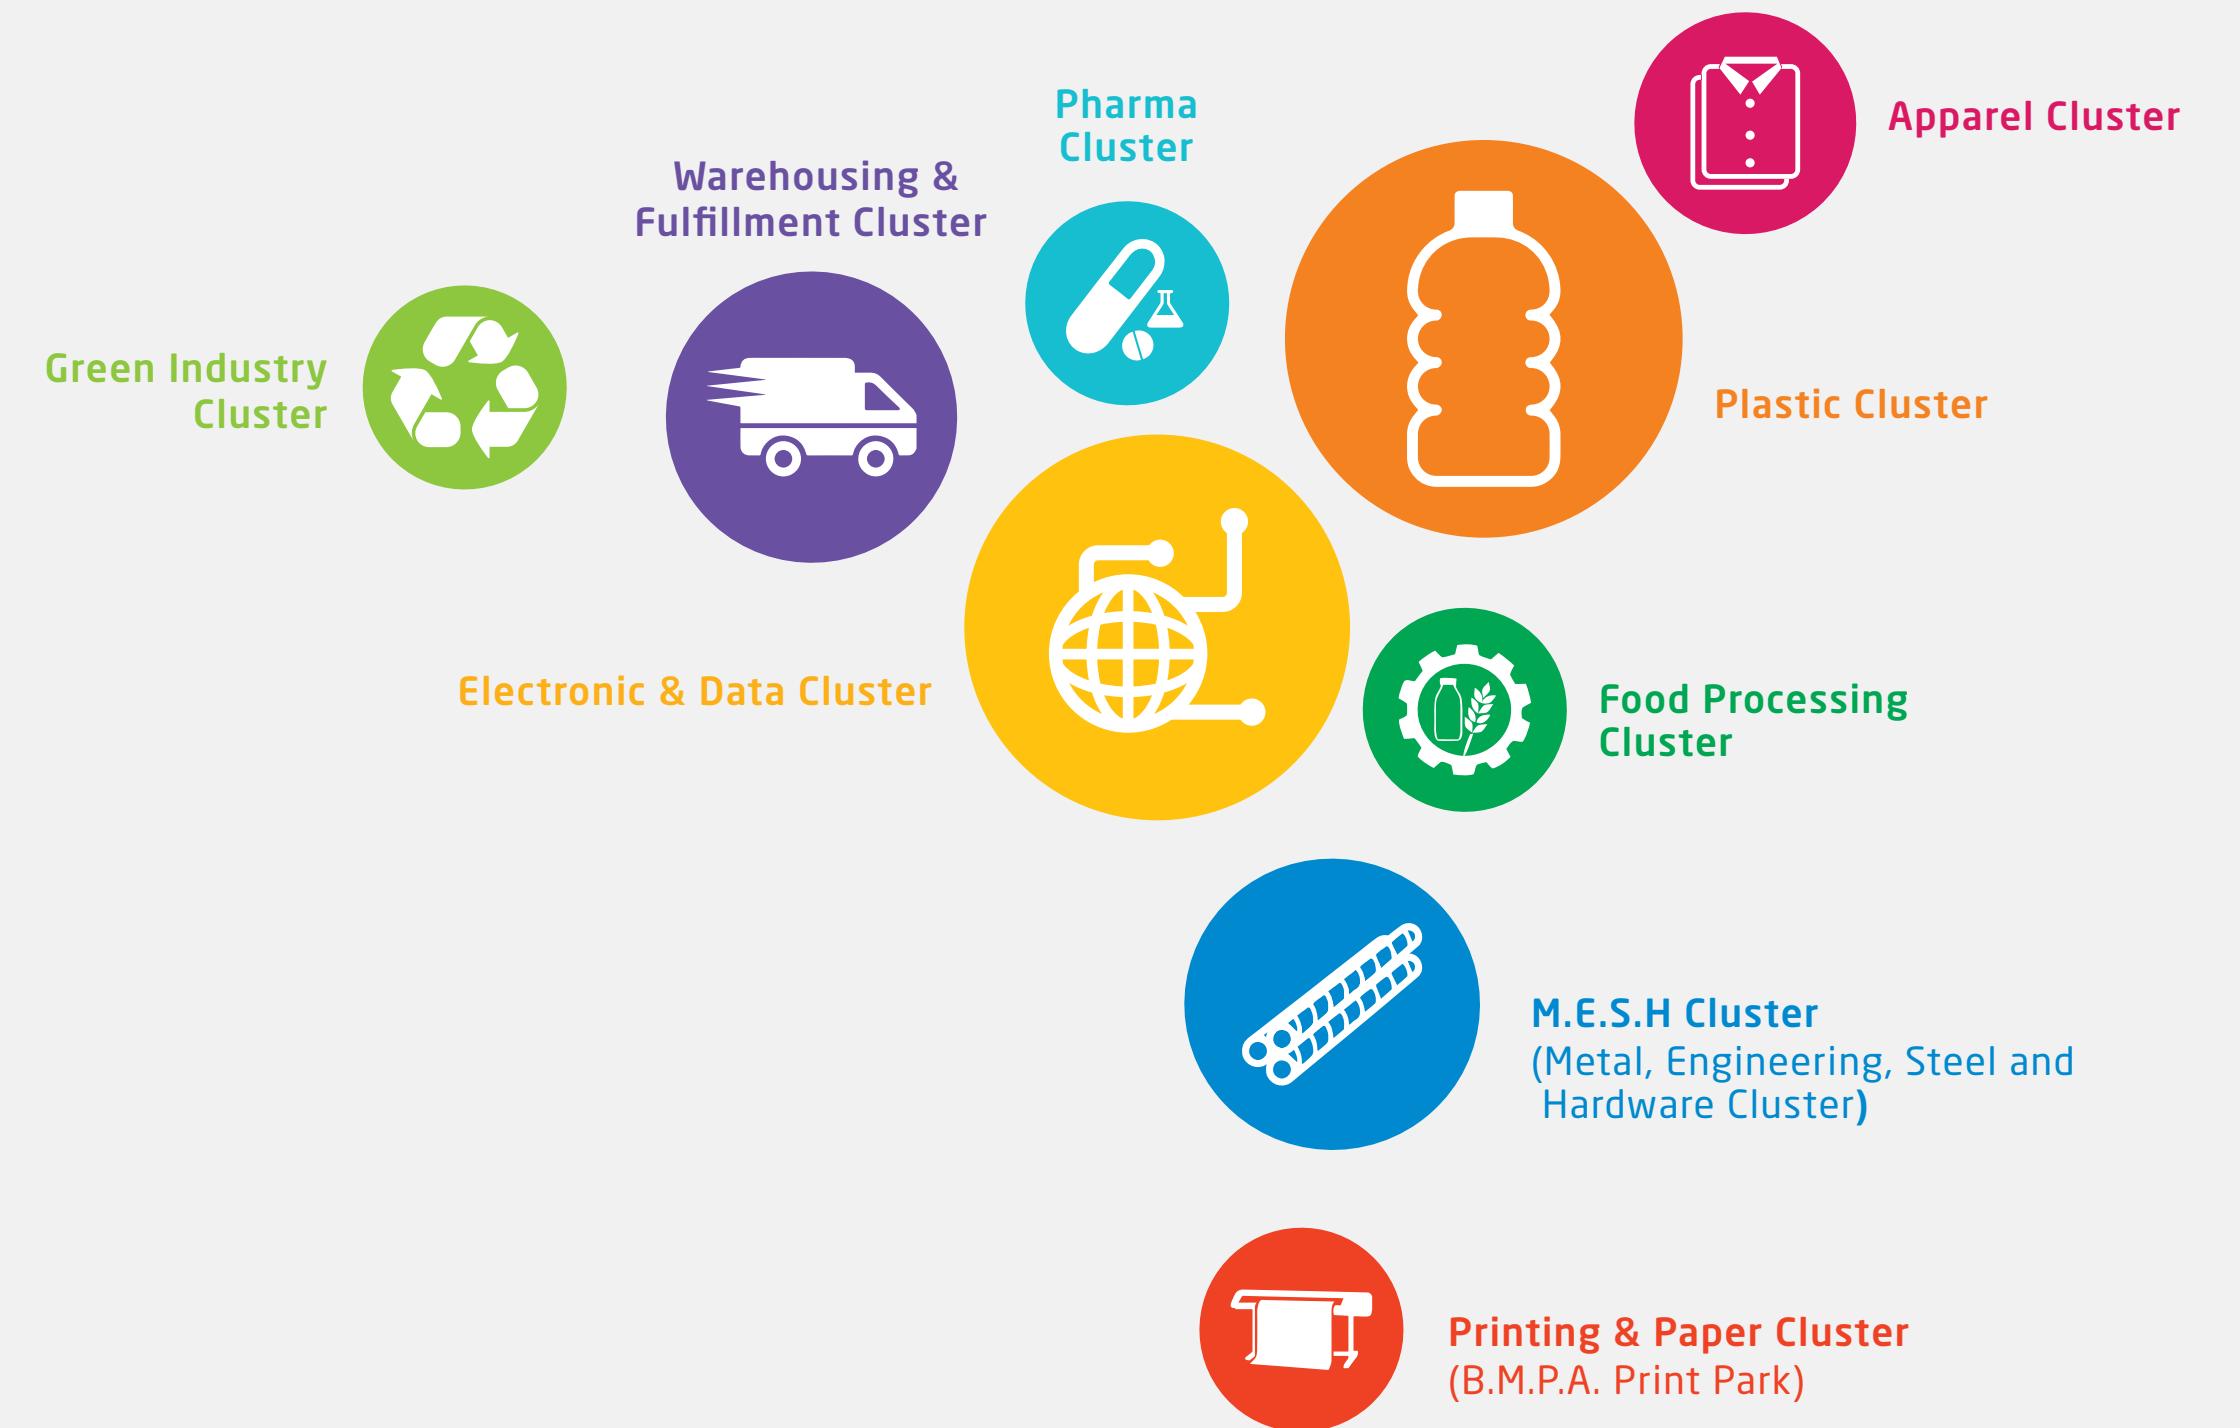 Apparel Cluster
Pharma
Cluster
Warehousing &
Fulfillment Cluster
Green Industry
Cluster
Plastic Cluster
Electronic & Data Cluster
Food Processing
Cluster
M.E.S.H Cluster
(Metal, Engineering, Steel and
Hardware Cluster)
Printing & Paper Cluster
(B.M.P.A. Print Park)